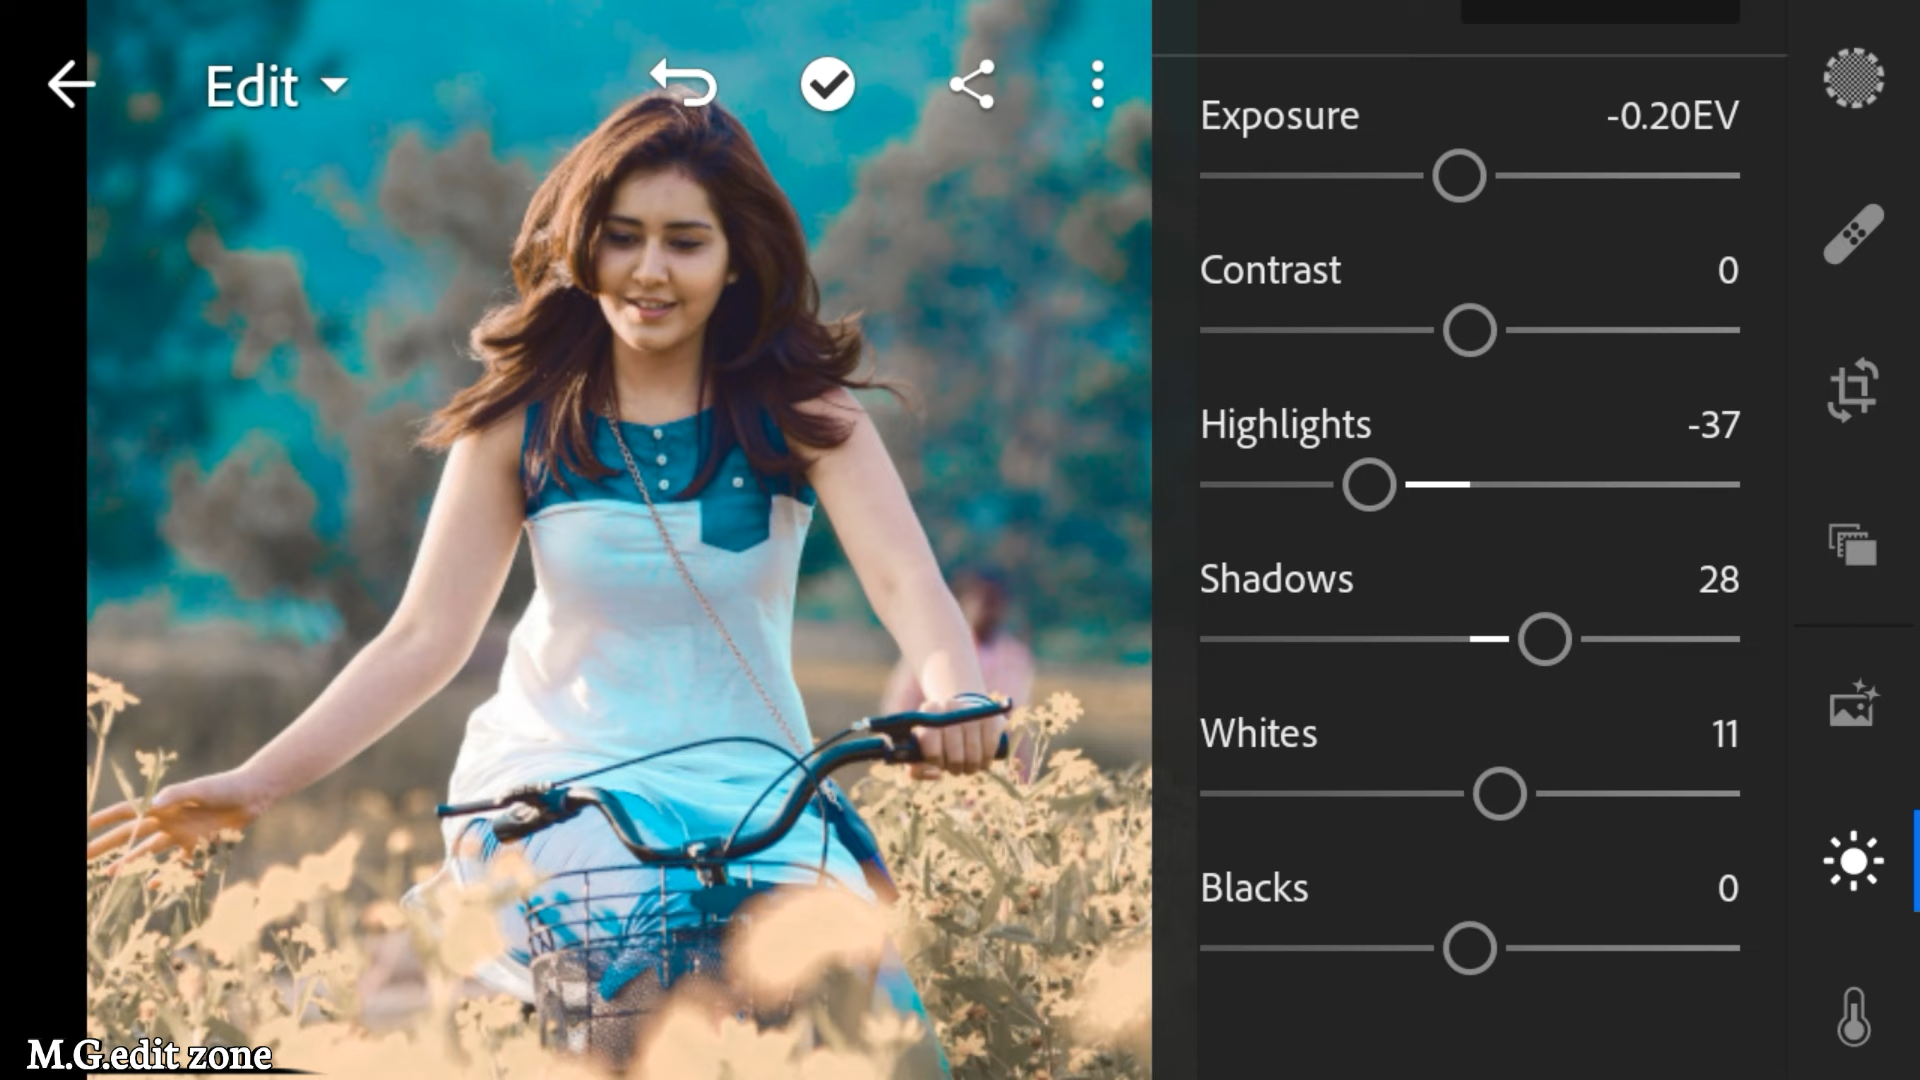 Edit
Exposure -0.20EV
Contrast 0
Highlights -37
Shadows 28
Whites 11
Blacks 0
M.G.edit zone